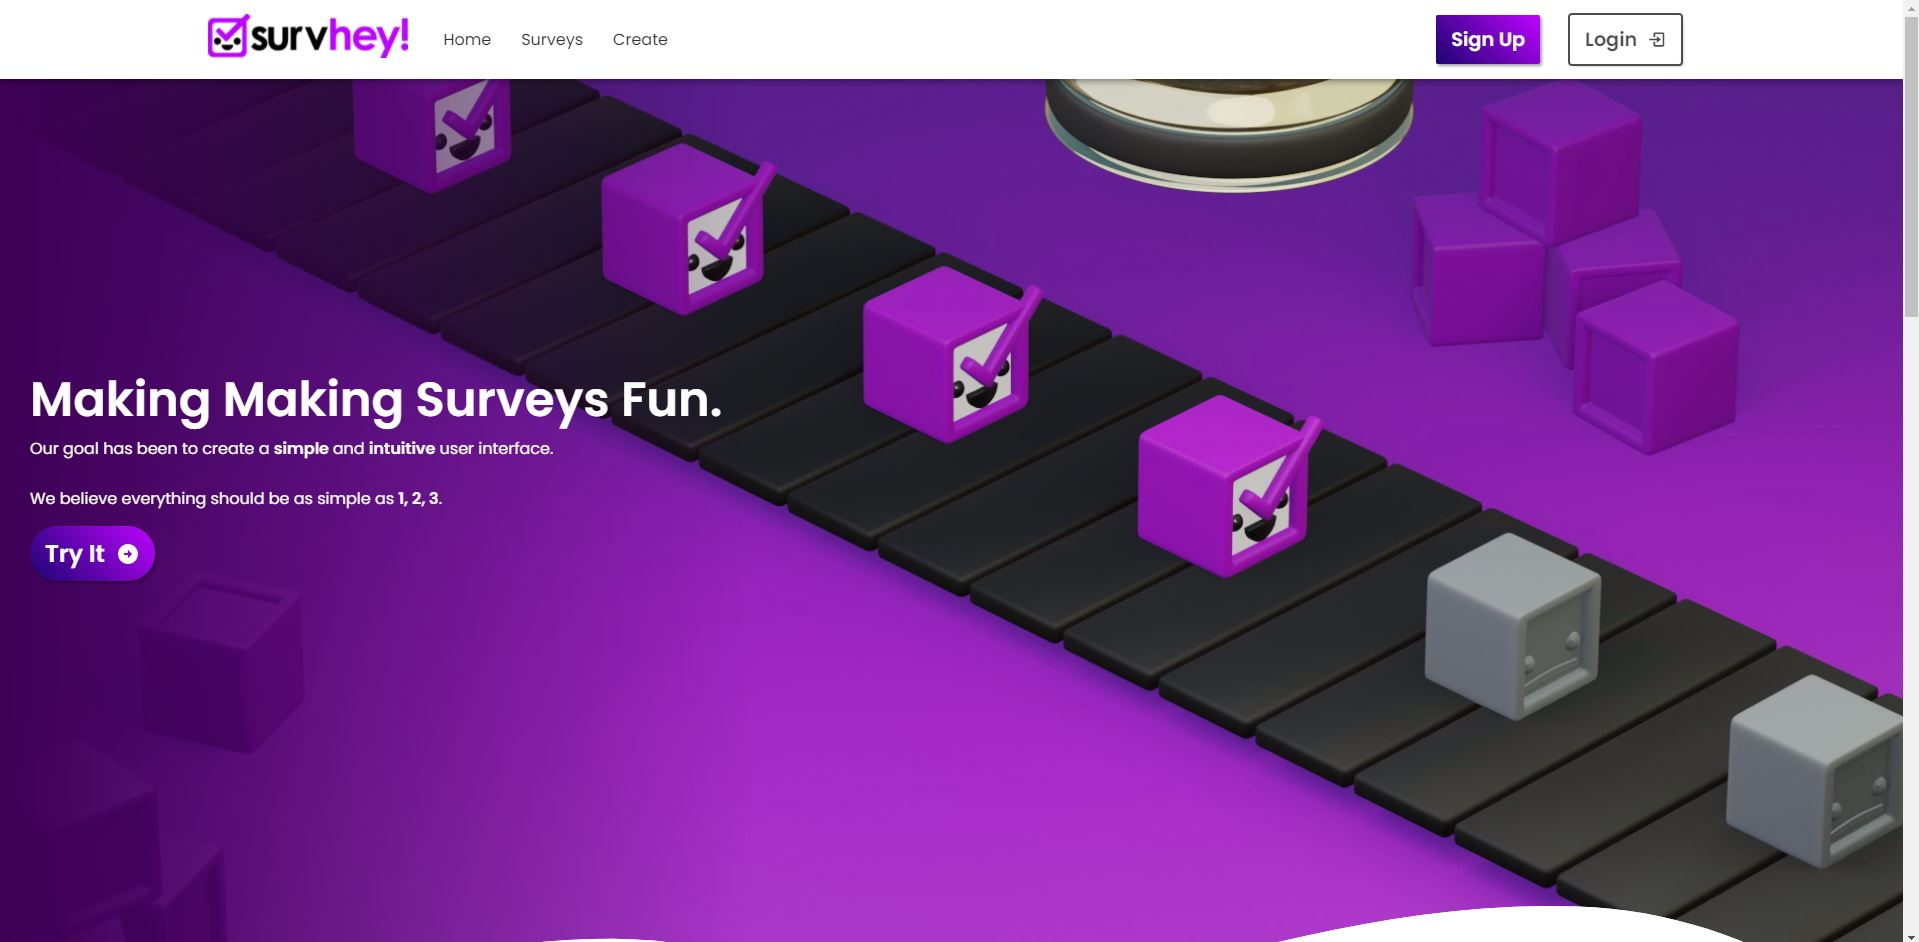 survhey!
Home
Surveys
Create
Sign Up
Login
Making Making Surveys Fun.
Our goal has been to create a simple and intuitive user interface.
We believe everything should be as simple as 1, 2, 3.
Try It